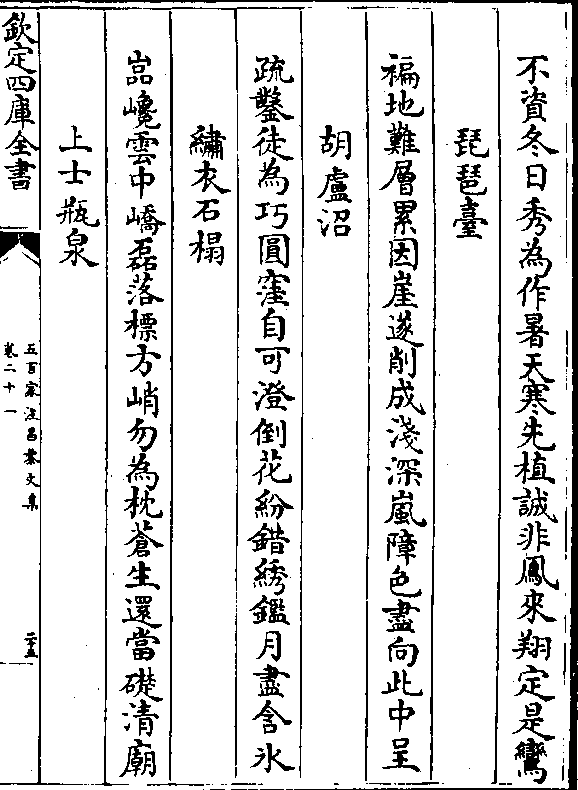 不資冬日秀為作暑天寒先植誠非鳳來翔定是鸞
琵琶臺
褊地難層累因崖遂削成淺深嵐障色盡向此中呈
胡盧沼
疏鑿徒為巧圓窪自可澄倒花紛錯綉鑑月盡含氷
繡衣石榻
嵓巉雲中嶠磊落標方峭勿為枕蒼生還當礎清廟
上士瓶泉
欽定四庫全書
五百家注昌黎文集
卷二十一
二十五